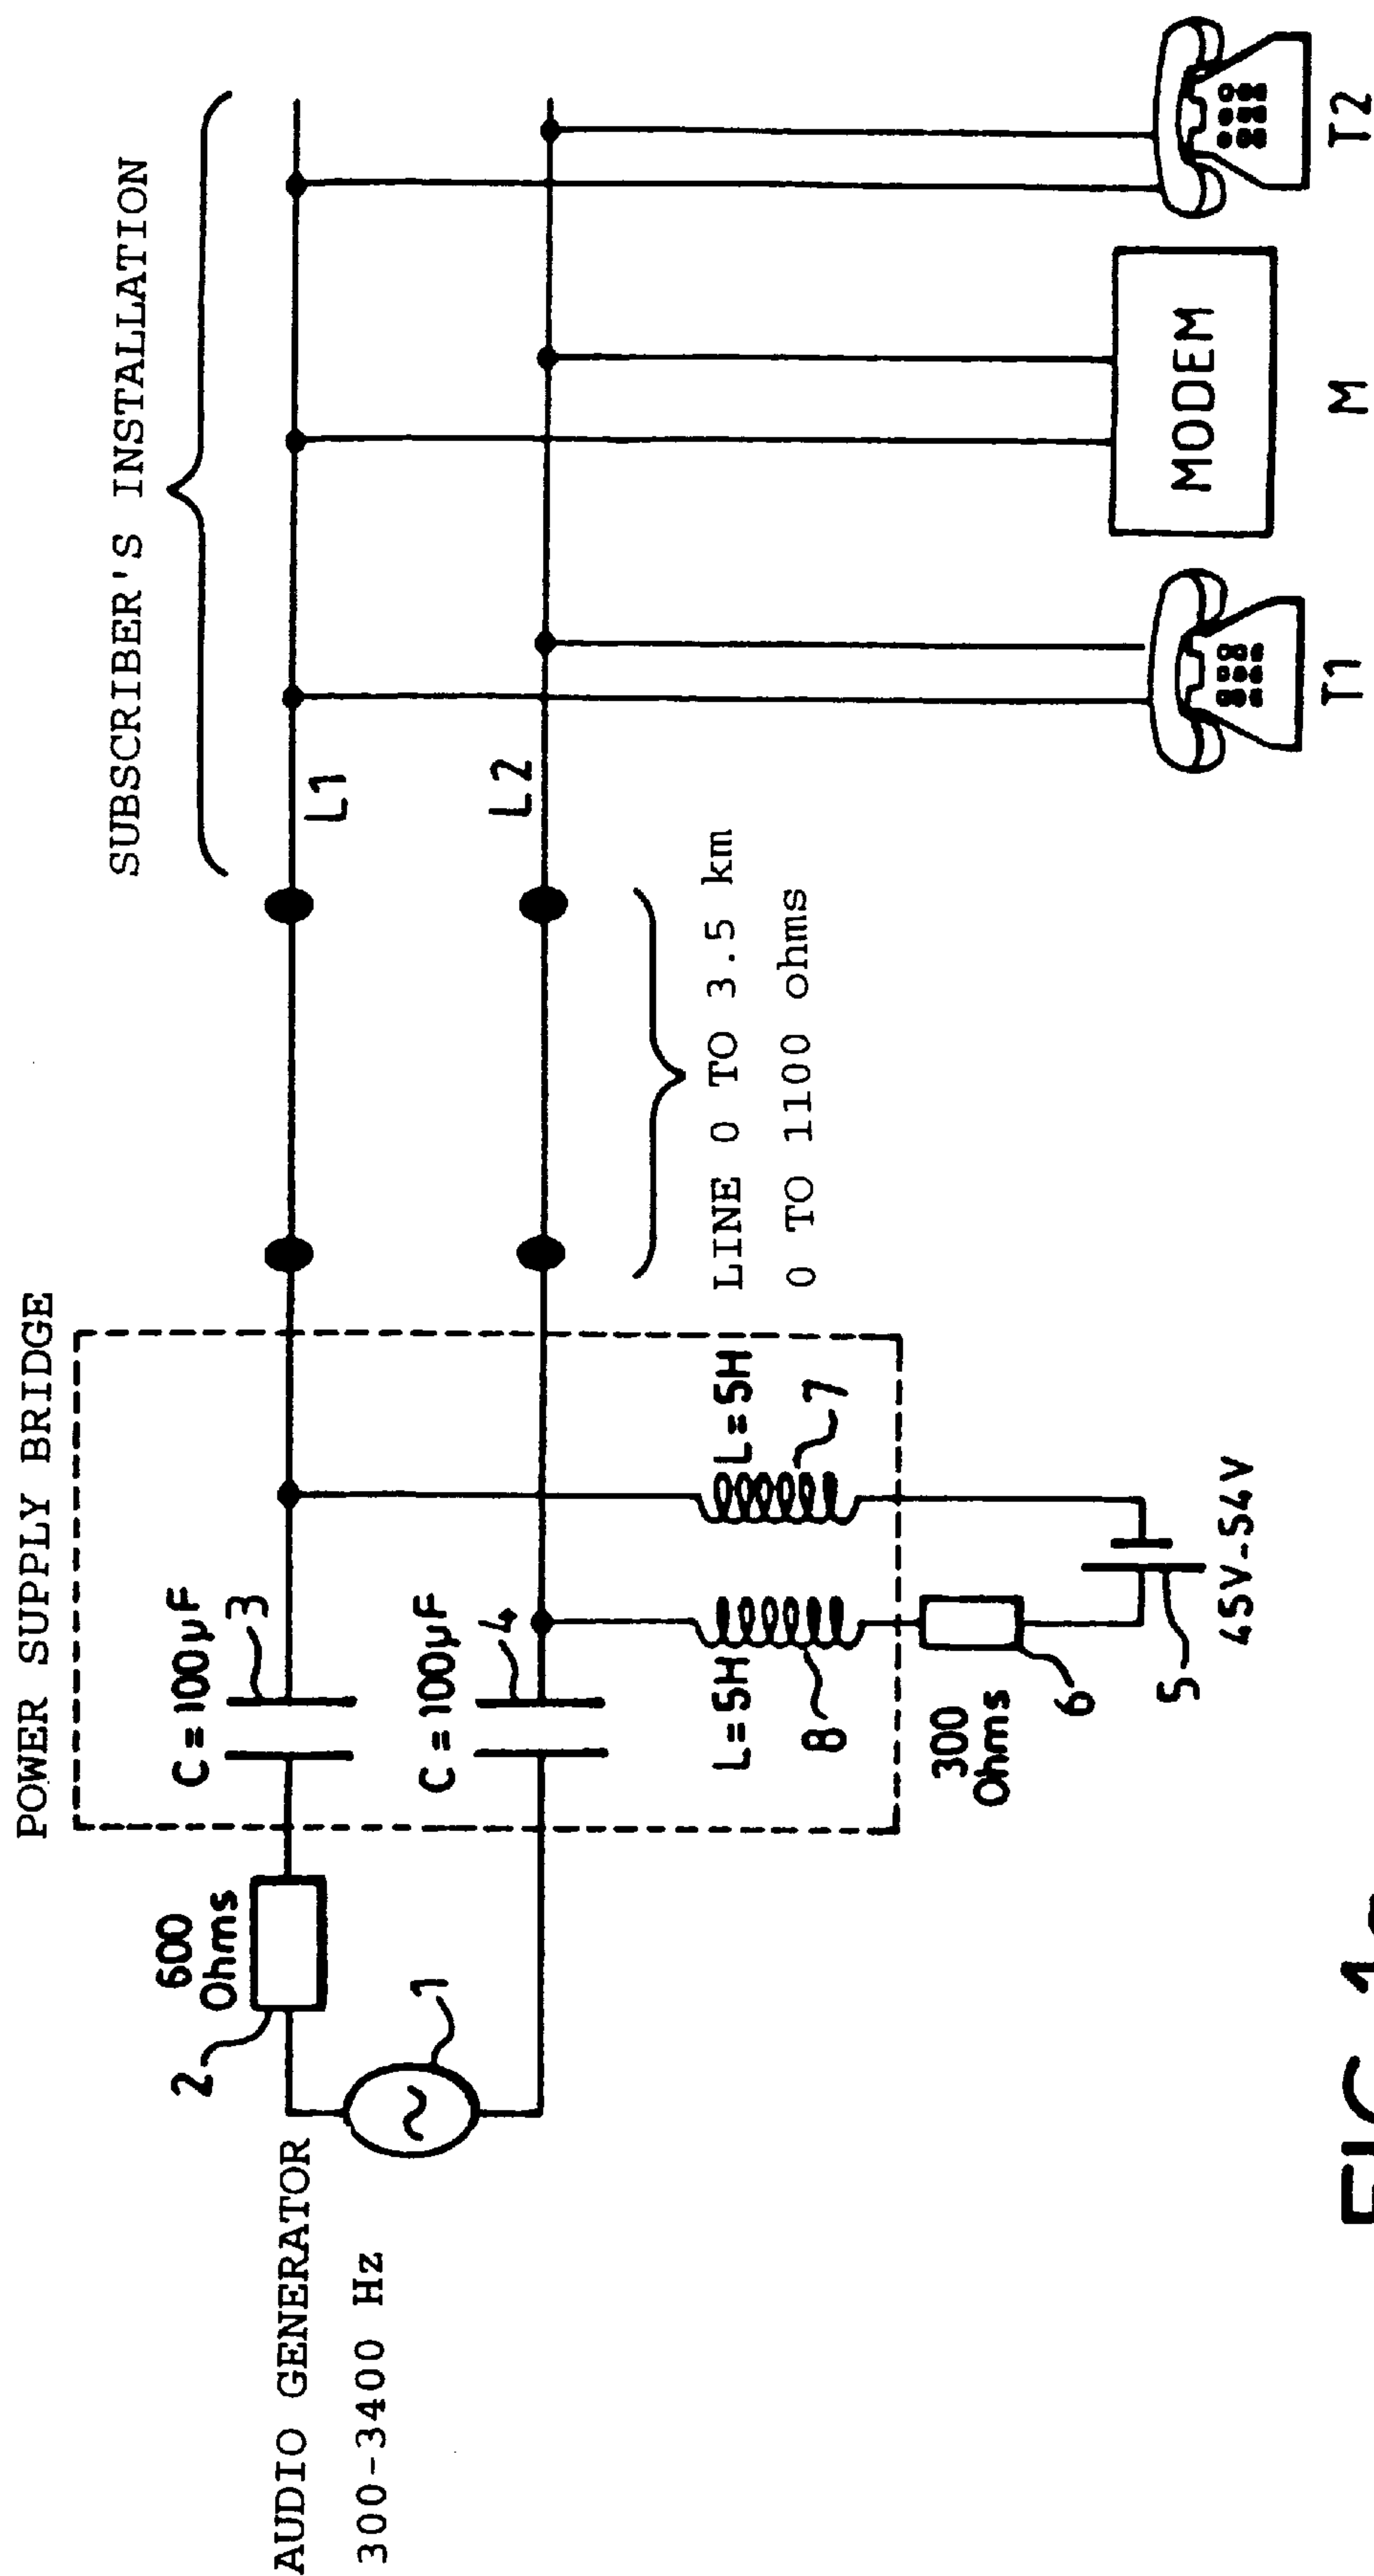 POWER SUPPLY BRIDGE
SUBSCRIBER'S INSTALLATION
AUDIO GENERATOR
300-3400 Hz
600
Ohms
2
1
C = 100µF
3
C = 100µF
4
L1
L2
LINE 0 TO 3.5 km
0 TO 1100 ohms
L=5H
8
L=5H
7
300
Ohms
6
5
45V-54V
MODEM
T1
M
T2